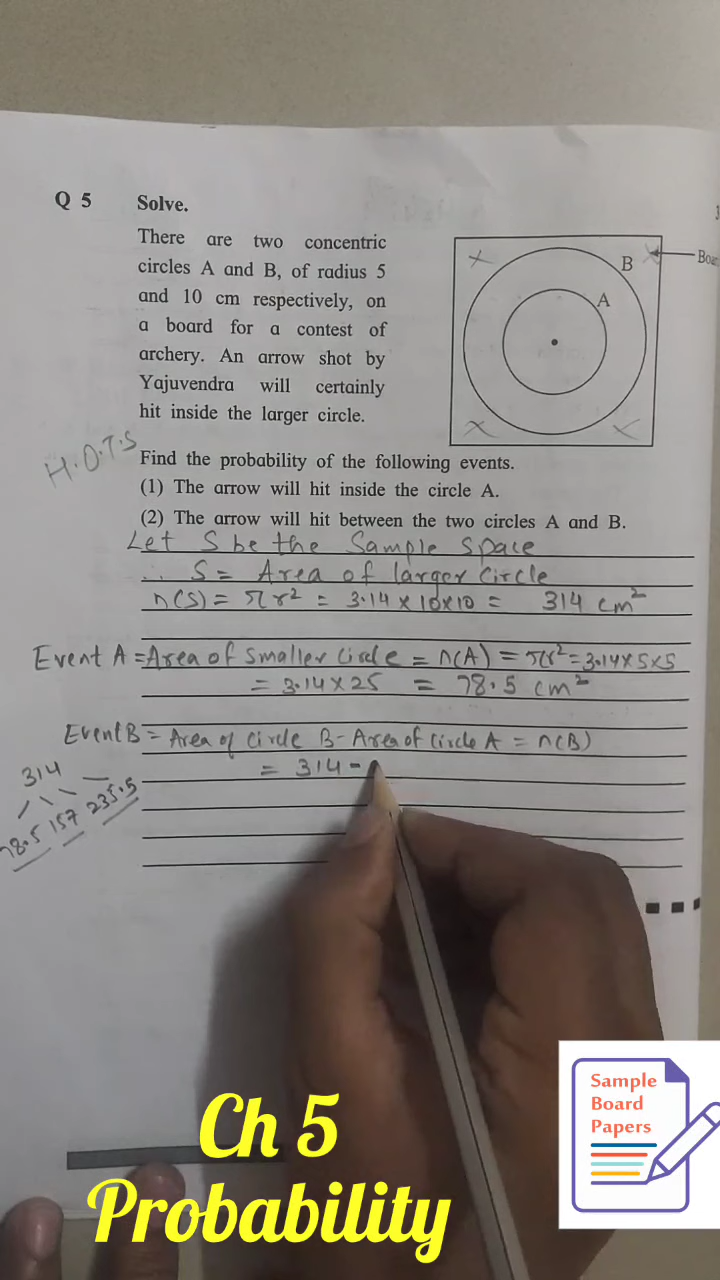 Q 5 Solve.
There are two concentric
circles A and B, of radius 5
and 10 cm respectively, on
a board for a contest of
archery. An arrow shot by
Yajuvendra will certainly
hit inside the larger circle.
B
A
H.O.T.S
Find the probability of the following events.
(1) The arrow will hit inside the circle A.
(2) The arrow will hit between the two circles A and B.
Let S be the Sample space
∴ S = Area of larger circle
n(S) = πr² = 3.14 × 10 × 10 = 314 cm²
Event A = Area of smaller circle = n(A) = πr² = 3.14 × 5 × 5
= 3.14 × 25 = 78.5 cm²
Event B = Area of circle B - Area of circle A = n(B)
= 314 -
314
78.5 157 235.5
Sample
Board
Papers
Ch 5
Probability